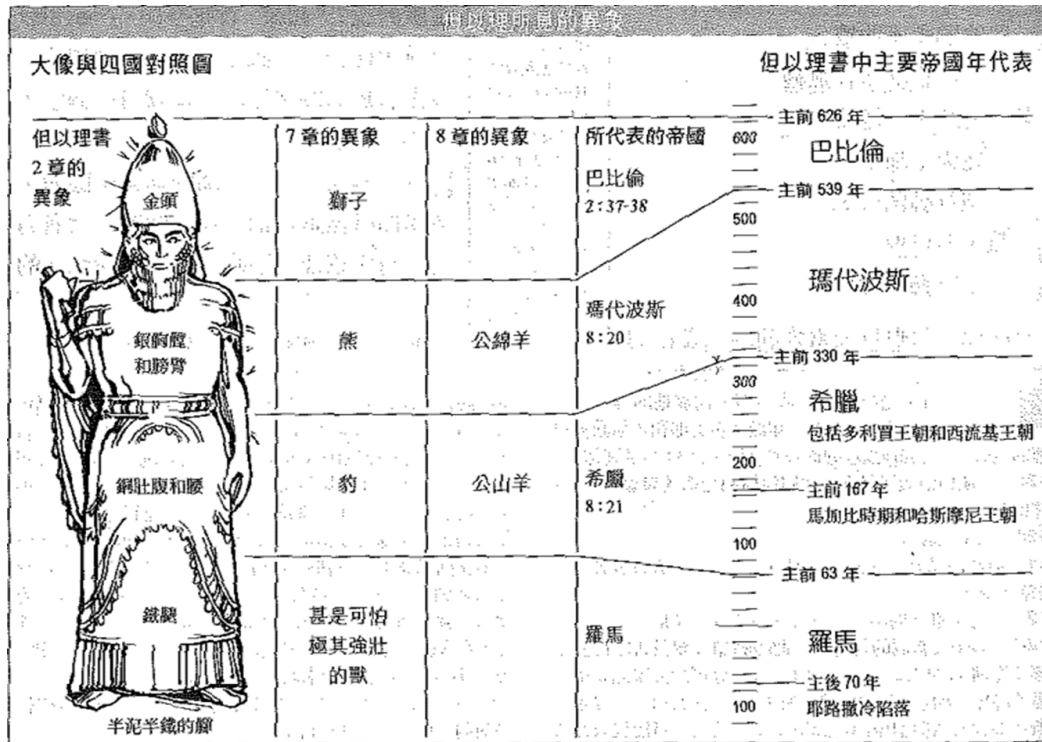 但以理所見的異象
大像與四國對照圖
但以理書中主要帝國年代表
但以理書
2 章的
異象
7 章的異象
8 章的異象
所代表的帝國
金頭
獅子
巴比倫
2:37-38
銀胸膛
和膀臂
熊
公綿羊
瑪代波斯
8:20
銅肚腹和腰
豹
公山羊
希臘
8:21
鐵腿
甚是可怕
極其強壯
的獸
羅馬
半泥半鐵的腳
主前 626 年
600
巴比倫
主前 539 年
500
瑪代波斯
400
主前 330 年
300
希臘
包括多利買王朝和西流基王朝
200
主前 167 年
馬加比時期和哈斯摩尼王朝
100
主前 63 年
羅馬
主後 70 年
100
耶路撒冷陷落